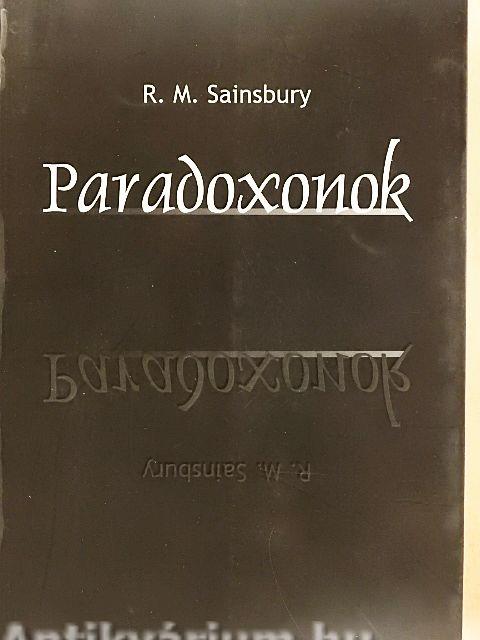 R. M. Sainsbury
Paradoxonok
Paradoxonok
R. M. Sainsbury
Antikvárium.hu